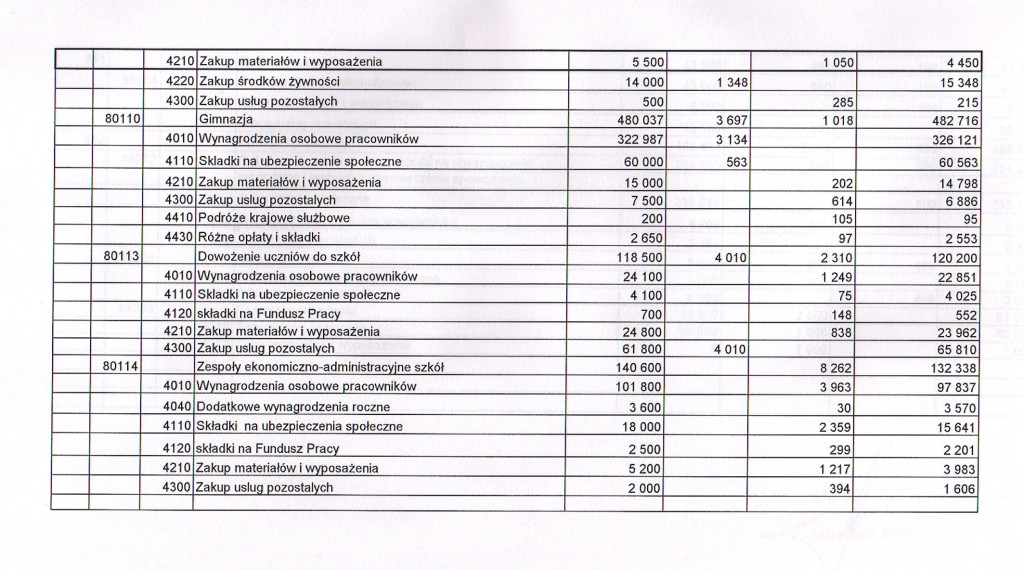 4210 Zakup materiałów i wyposażenia 5 500 1 050 4 450
4220 Zakup środków żywności 14 000 1 348 15 348
4300 Zakup usług pozostałych 500 285 215
80110 Gimnazja 480 037 3 697 1 018 482 716
4010 Wynagrodzenia osobowe pracowników 322 987 3 134 326 121
4110 Składki na ubezpieczenie społeczne 60 000 563 60 563
4210 Zakup materiałów i wyposażenia 15 000 202 14 798
4300 Zakup uslug pozostalych 7 500 614 6 886
4410 Podróże krajowe służbowe 200 105 95
4430 Różne opłaty i składki 2 650 97 2 553
80113 Dowożenie uczniów do szkół 118 500 4 010 2 310 120 200
4010 Wynagrodzenia osobowe pracowników 24 100 1 249 22 851
4110 Składki na ubezpieczenie społeczne 4 100 75 4 025
4120 składki na Fundusz Pracy 700 148 552
4210 Zakup materiałów i wyposażenia 24 800 838 23 962
4300 Zakup uslug pozostalych 61 800 4 010 65 810
80114 Zespoły ekonomiczno-administracyjne szkół 140 600 8 262 132 338
4010 Wynagrodzenia osobowe pracowników 101 800 3 963 97 837
4040 Dodatkowe wynagrodzenia roczne 3 600 30 3 570
4110 Składki na ubezpieczenia społeczne 18 000 2 359 15 641
4120 składki na Fundusz Pracy 2 500 299 2 201
4210 Zakup materiałów i wyposażenia 5 200 1 217 3 983
4300 Zakup uslug pozostalych 2 000 394 1 606